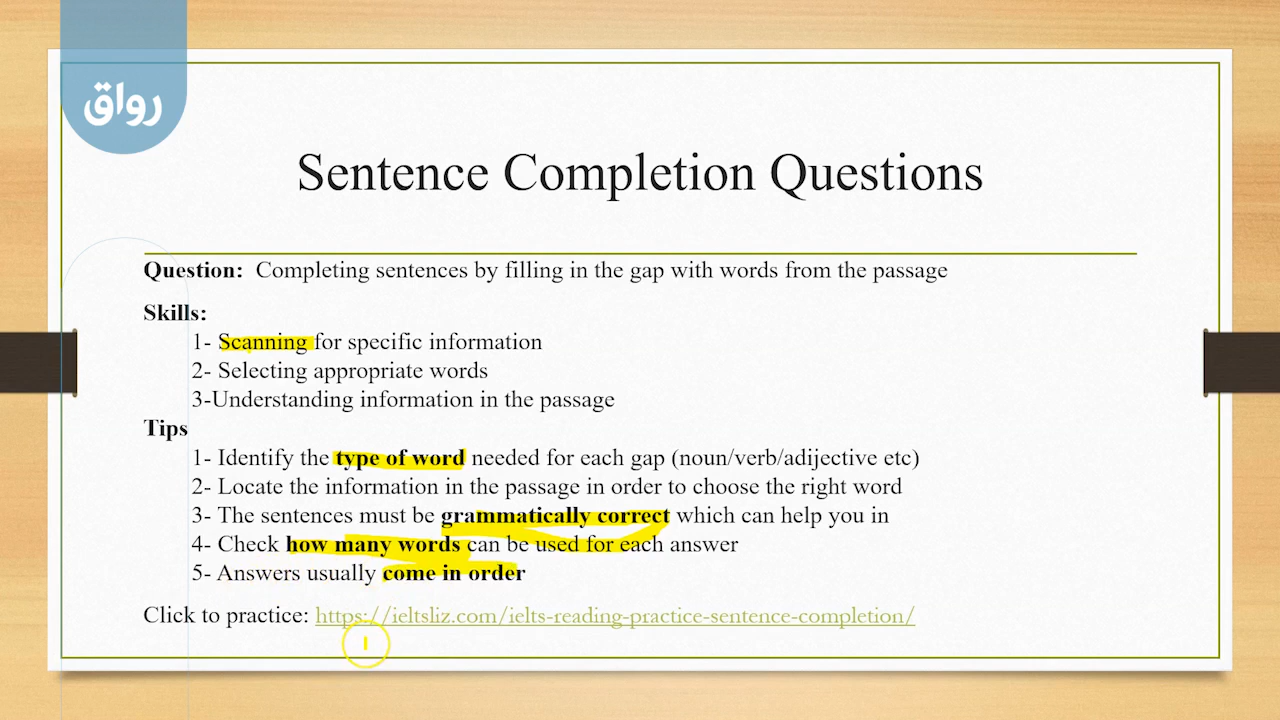 رواق
Sentence Completion Questions
Question: Completing sentences by filling in the gap with words from the passage
Skills:
1- Scanning for specific information
2- Selecting appropriate words
3-Understanding information in the passage
Tips
1- Identify the type of word needed for each gap (noun/verb/adijective etc)
2- Locate the information in the passage in order to choose the right word
3- The sentences must be grammatically correct which can help you in
4- Check how many words can be used for each answer
5- Answers usually come in order
Click to practice: https://ieltsliz.com/ielts-reading-practice-sentence-completion/